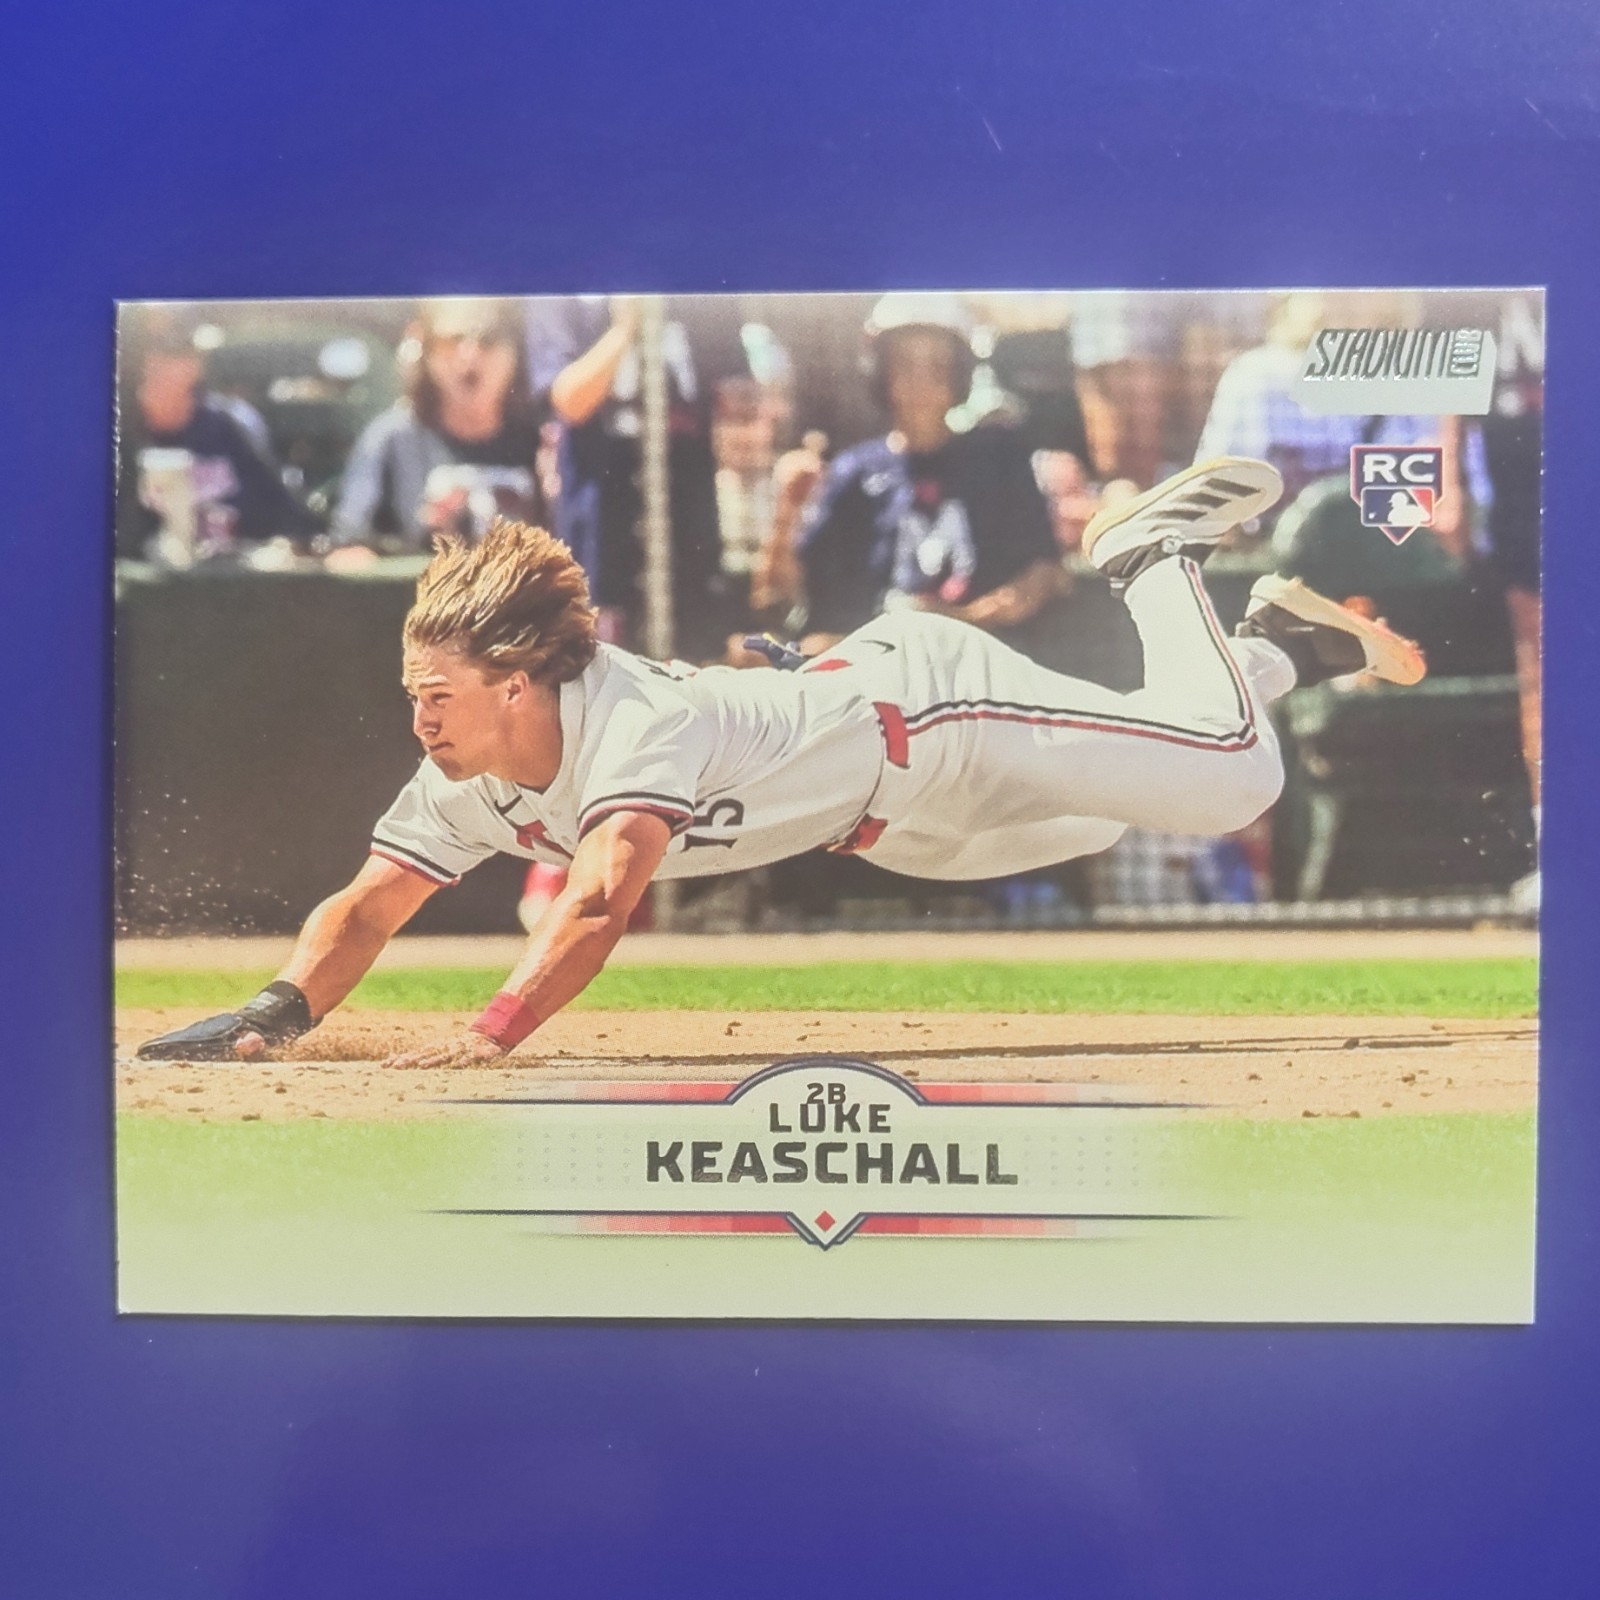 STADIUM CLUB
RC
15
2B
LUKE
KEASCHALL